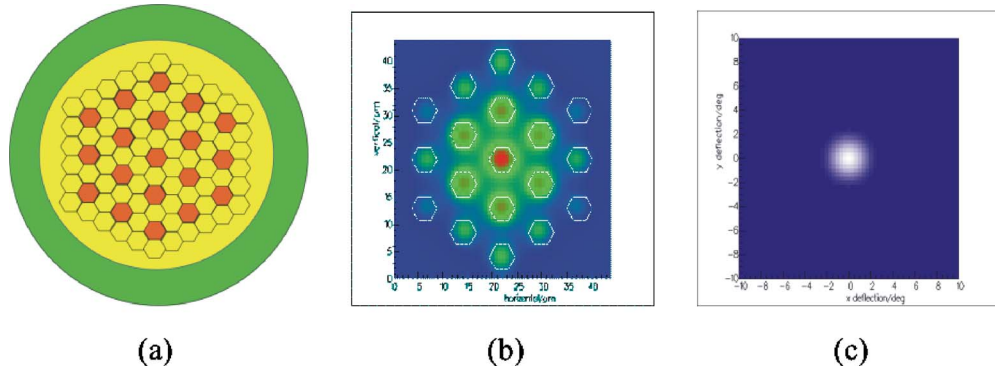 40
35
30
25
20
15
10
5
0
vertical/μm
0 5 10 15 20 25 30 35 40
horizontal/μm
10
8
6
4
2
0
-2
-4
-6
-8
-10
y deflection/deg
-10 -8 -6 -4 -2 0 2 4 6 8 10
x deflection/deg
(a) (b) (c)